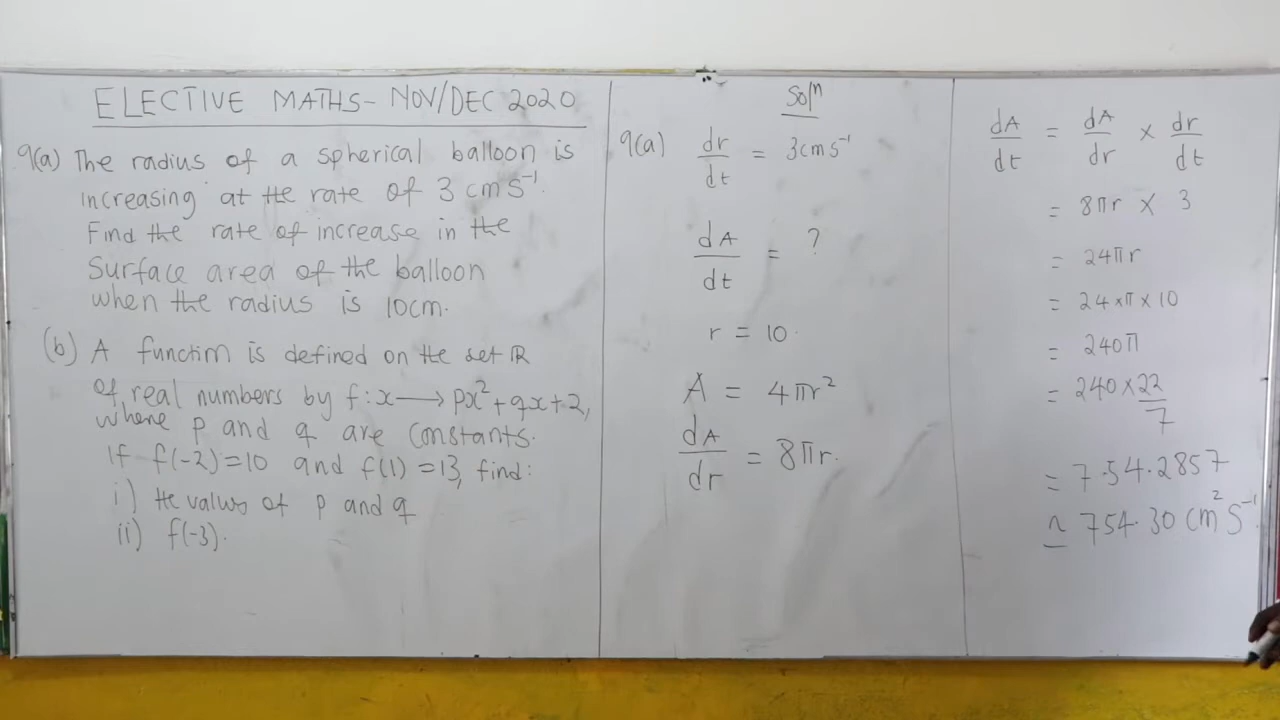 ELECTIVE MATHS- NOV/DEC 2020
9(a) The radius of a spherical balloon is
increasing at the rate of 3 cm S⁻¹.
Find the rate of increase in the
Surface area of the balloon
when the radius is 10cm.
(b) A function is defined on the set ℝ
of real numbers by f:x⟶px²+qx+2,
where p and q are constants.
If f(-2)=10 and f(1)=13, find:
i) the values of p and q
ii) f(-3).
Solⁿ
9(a) dr/dt = 3cms⁻¹
dA/dt = ?
r = 10
A = 4πr²
dA/dr = 8πr.
dA/dt = dA/dr × dr/dt
= 8πr × 3
= 24πr
= 24×π×10
= 240π
= 240×22/7
= 7.54.2857
≃ 754.30 cm²S⁻¹